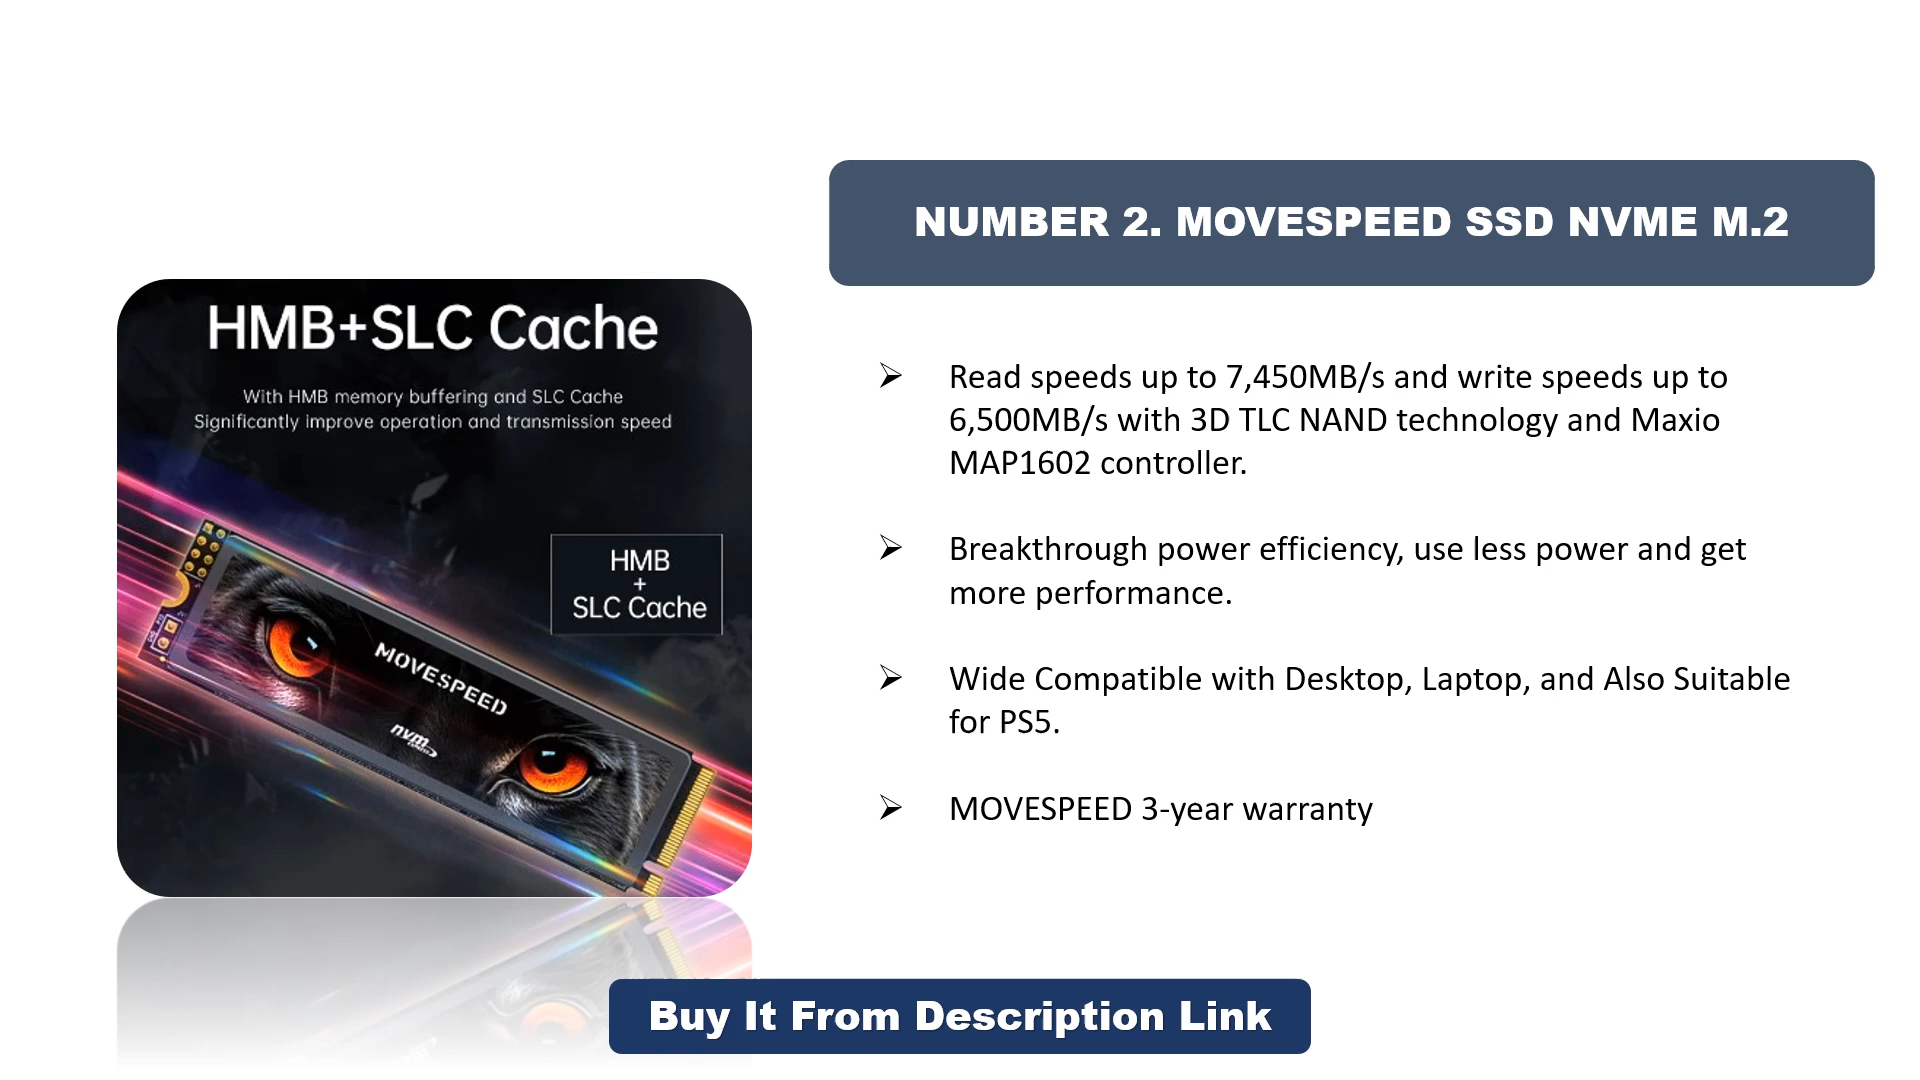 NUMBER 2. MOVESPEED SSD NVME M.2
HMB+SLC Cache
With HMB memory buffering and SLC Cache
Significantly improve operation and transmission speed
HMB
+
SLC Cache
MOVESPEED
nvm
EXPRESS
Read speeds up to 7,450MB/s and write speeds up to
6,500MB/s with 3D TLC NAND technology and Maxio
MAP1602 controller.
Breakthrough power efficiency, use less power and get
more performance.
Wide Compatible with Desktop, Laptop, and Also Suitable
for PS5.
MOVESPEED 3-year warranty
Buy It From Description Link